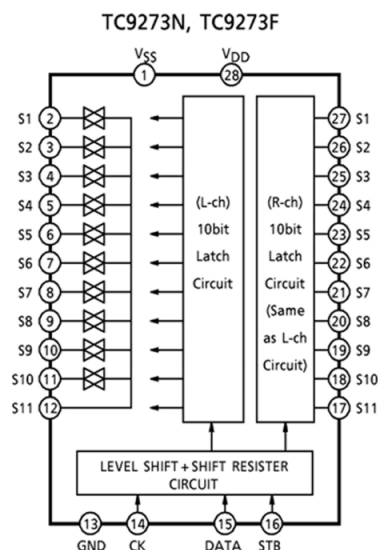 TC9273N, TC9273F
VSS VDD
1 28
S1 2 27 S1
S2 3 26 S2
S3 4 25 S3
S4 5 24 S4
S5 6 23 S5
S6 7 22 S6
S7 8 21 S7
S8 9 20 S8
S9 10 19 S9
S10 11 18 S10
S11 12 17 S11
(L-ch)
10bit
Latch
Circuit
(R-ch)
10bit
Latch
Circuit
(Same
as L-ch
Circuit)
LEVEL SHIFT+SHIFT RESISTER
CIRCUIT
13 14 15 16
GND CK DATA STB